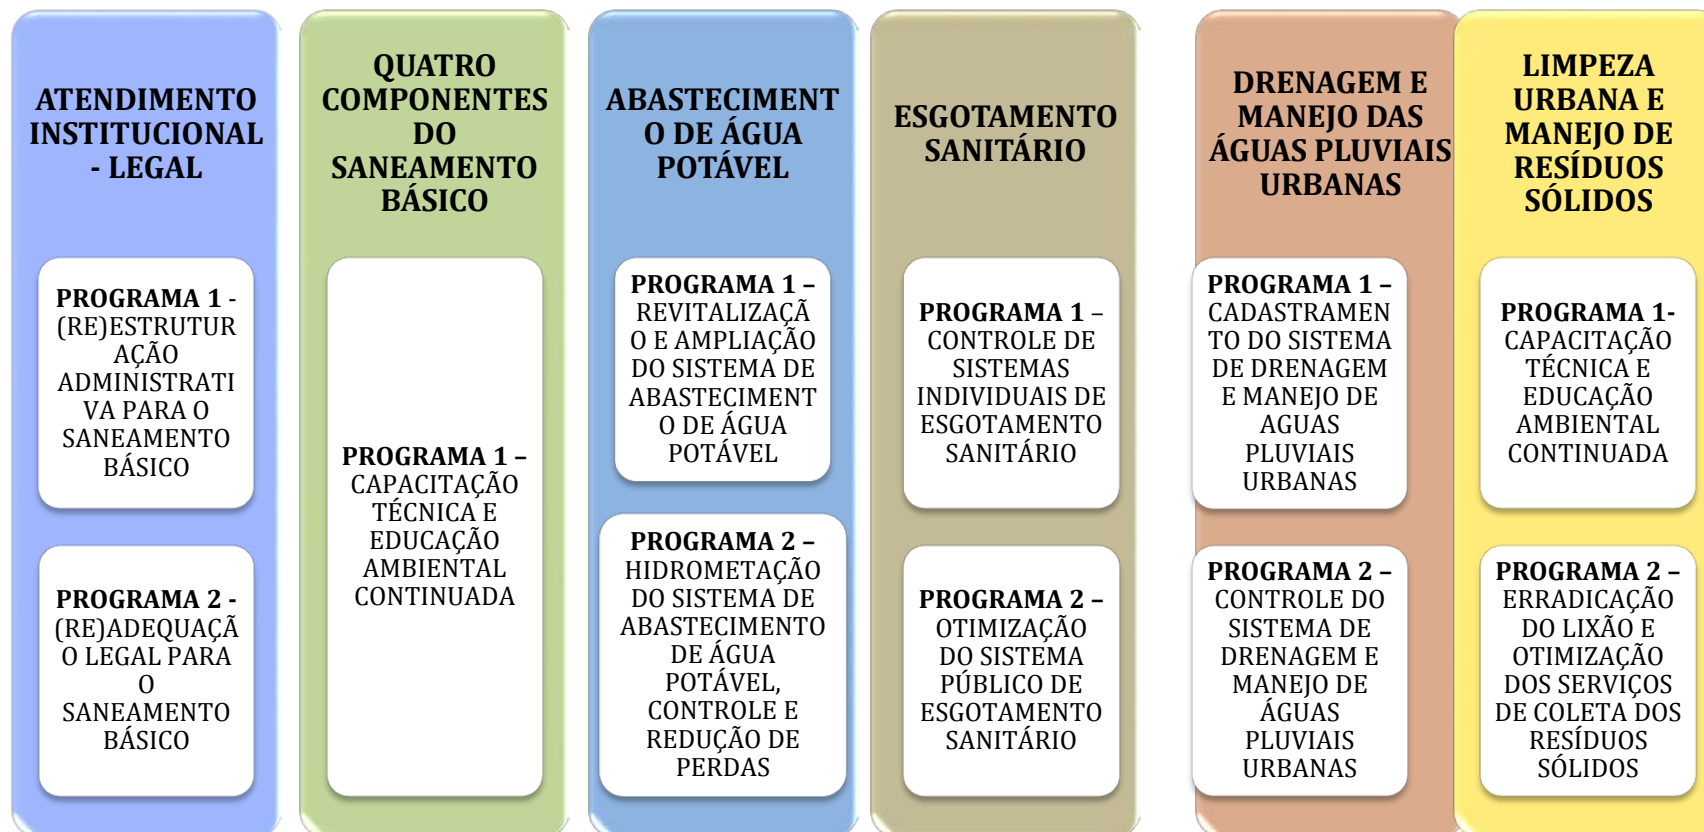 ATENDIMENTO
INSTITUCIONAL
- LEGAL
PROGRAMA 1 -
(RE)ESTRUTUR
AÇÃO
ADMINISTRATI
VA PARA O
SANEAMENTO
BÁSICO
PROGRAMA 2 -
(RE)ADEQUAÇÃ
O LEGAL PARA
O
SANEAMENTO
BÁSICO
QUATRO
COMPONENTES
DO
SANEAMENTO
BÁSICO
PROGRAMA 1 –
CAPACITAÇÃO
TÉCNICA E
EDUCAÇÃO
AMBIENTAL
CONTINUADA
ABASTECIMENT
O DE ÁGUA
POTÁVEL
PROGRAMA 1 –
REVITALIZAÇÃ
O E AMPLIAÇÃO
DO SISTEMA DE
ABASTECIMENT
O DE ÁGUA
POTÁVEL
PROGRAMA 2 –
HIDROMETAÇÃO
DO SISTEMA DE
ABASTECIMENTO
DE ÁGUA
POTÁVEL,
CONTROLE E
REDUÇÃO DE
PERDAS
ESGOTAMENTO
SANITÁRIO
PROGRAMA 1 –
CONTROLE DE
SISTEMAS
INDIVIDUAIS DE
ESGOTAMENTO
SANITÁRIO
PROGRAMA 2 –
OTIMIZAÇÃO
DO SISTEMA
PÚBLICO DE
ESGOTAMENTO
SANITÁRIO
DRENAGEM E
MANEJO DAS
ÁGUAS PLUVIAIS
URBANAS
PROGRAMA 1 –
CADASTRAMEN
TO DO SISTEMA
DE DRENAGEM
E MANEJO DE
AGUAS
PLUVIAIS
URBANAS
PROGRAMA 2 –
CONTROLE DO
SISTEMA DE
DRENAGEM E
MANEJO DE
ÁGUAS
PLUVIAIS
URBANAS
LIMPEZA
URBANA E
MANEJO DE
RESÍDUOS
SÓLIDOS
PROGRAMA 1-
CAPACITAÇÃO
TÉCNICA E
EDUCAÇÃO
AMBIENTAL
CONTINUADA
PROGRAMA 2 –
ERRADICAÇÃO
DO LIXÃO E
OTIMIZAÇÃO
DOS SERVIÇOS
DE COLETA DOS
RESÍDUOS
SÓLIDOS